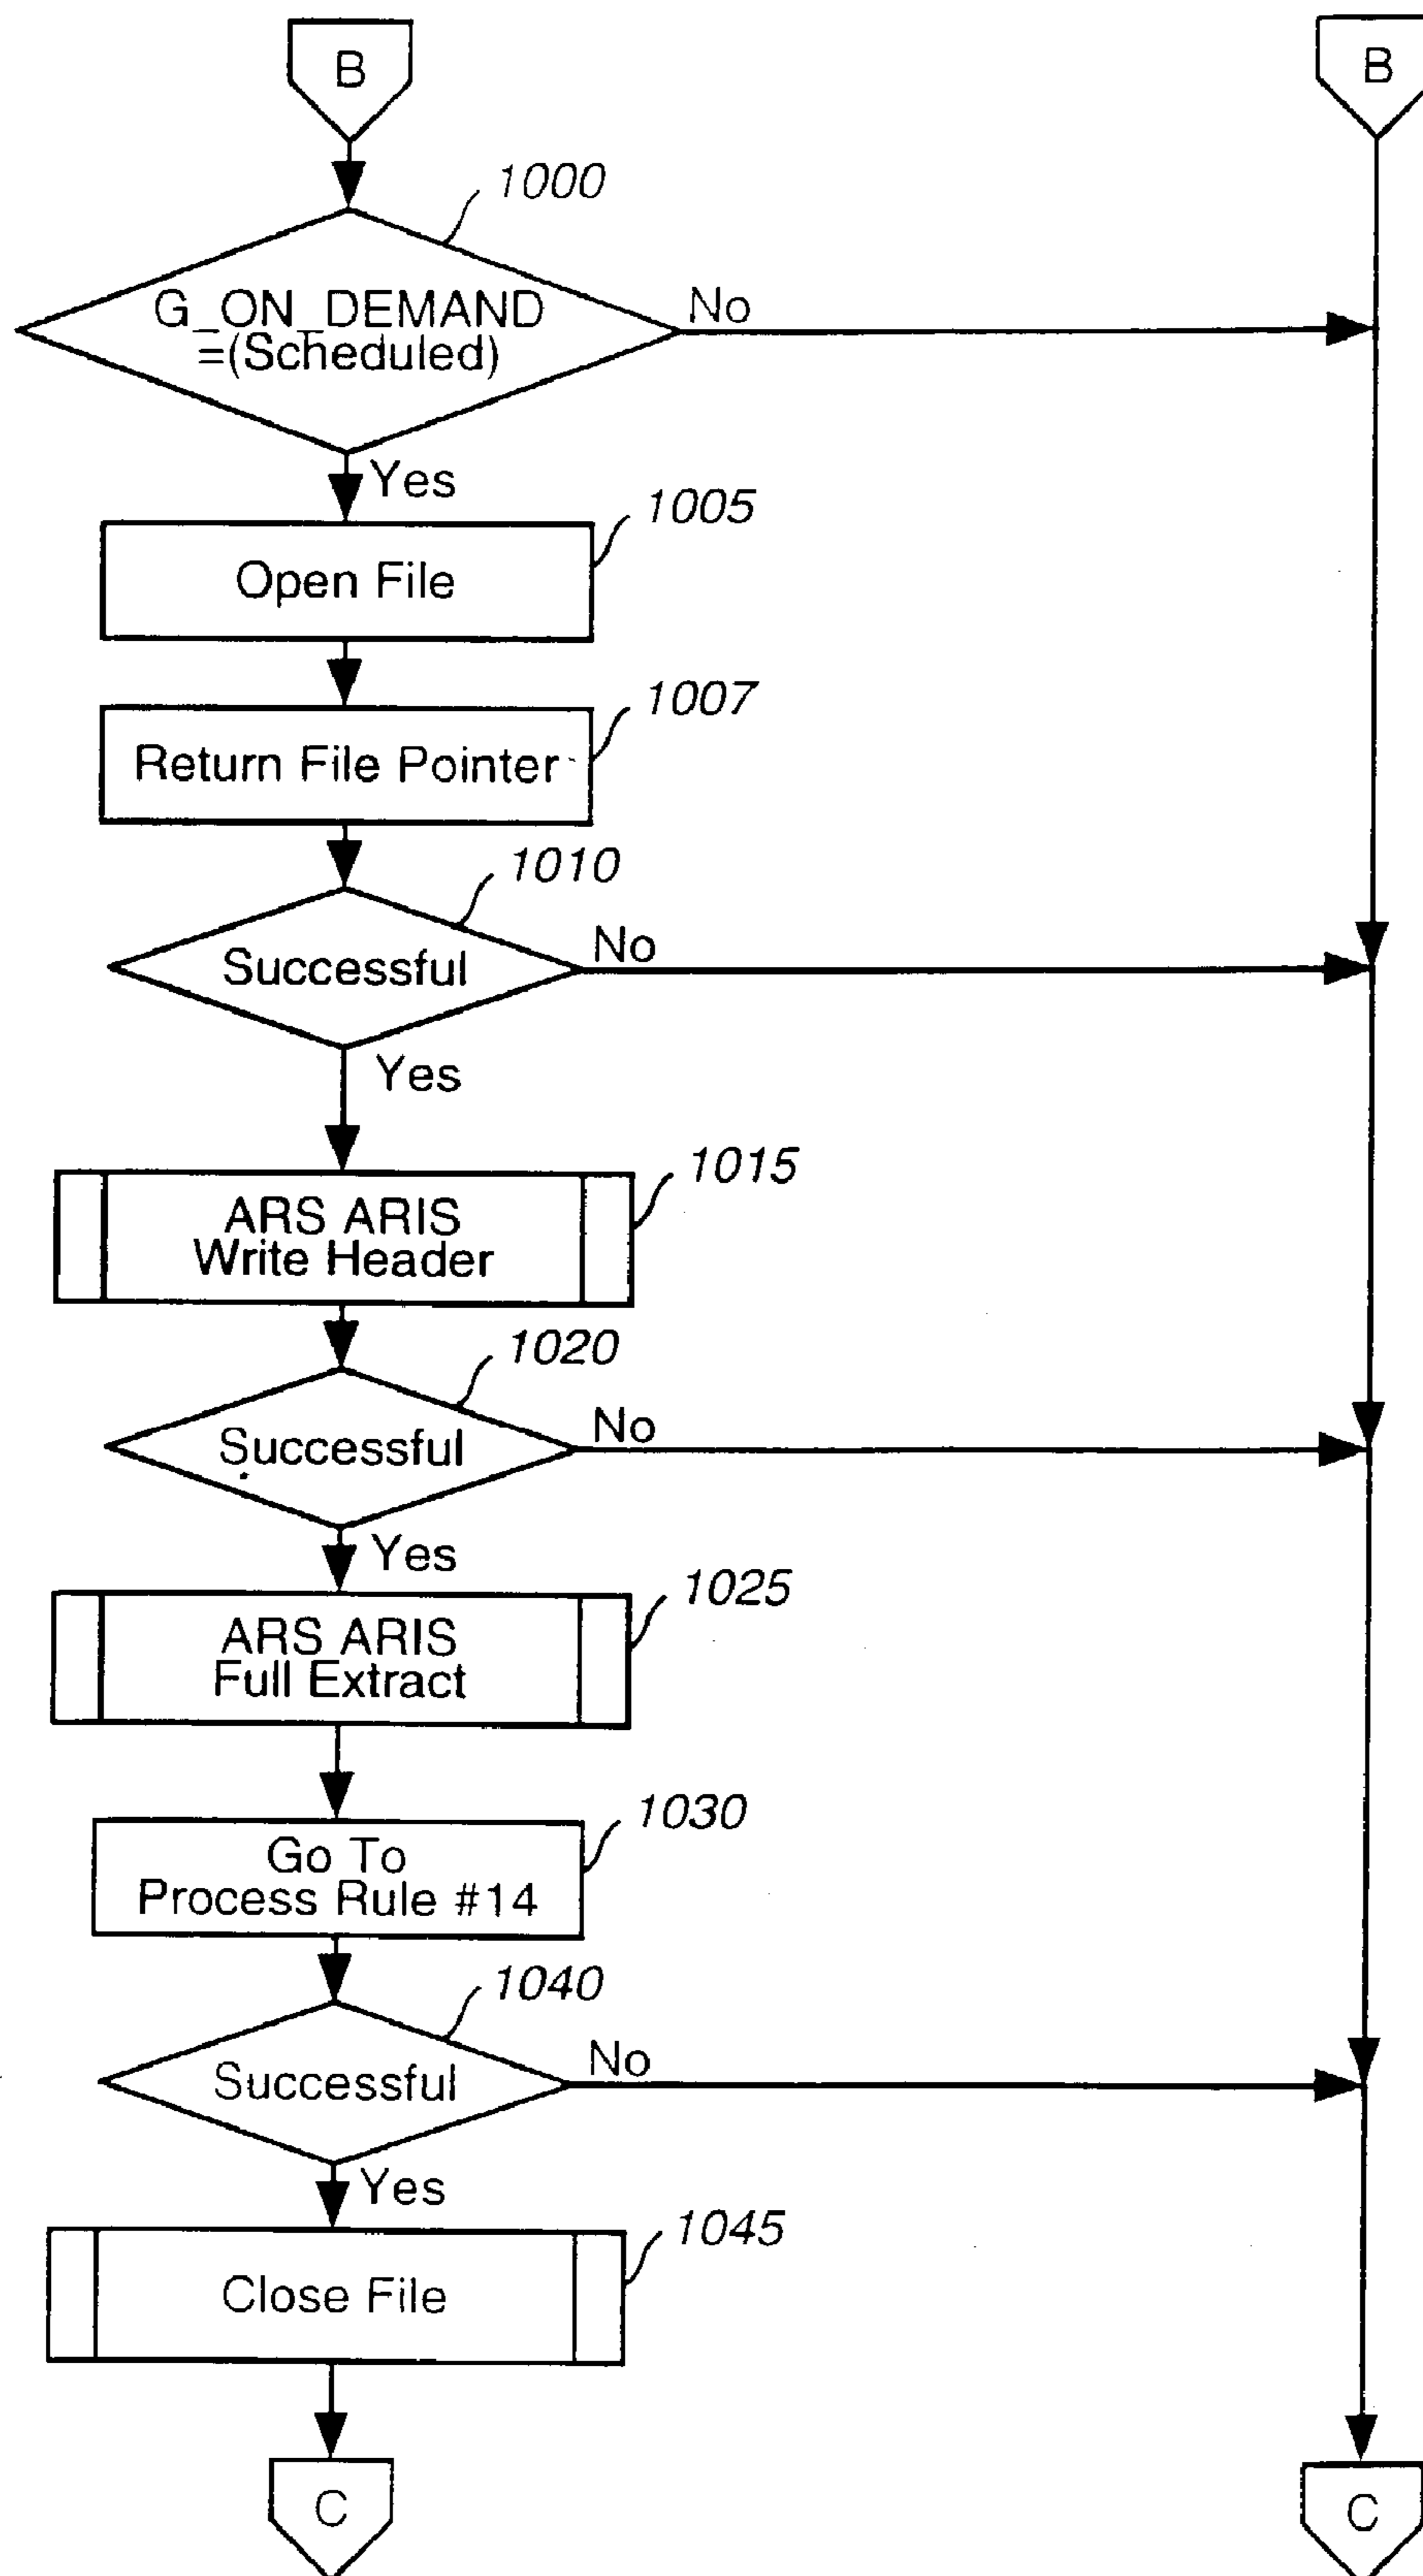 B
B
1000
G_ON_DEMAND
=(Scheduled)
No
Yes
1005
Open File
1007
Return File Pointer
1010
Successful
No
Yes
1015
ARS ARIS
Write Header
1020
Successful
No
Yes
1025
ARS ARIS
Full Extract
1030
Go To
Process Rule #14
1040
Successful
No
Yes
1045
Close File
C
C